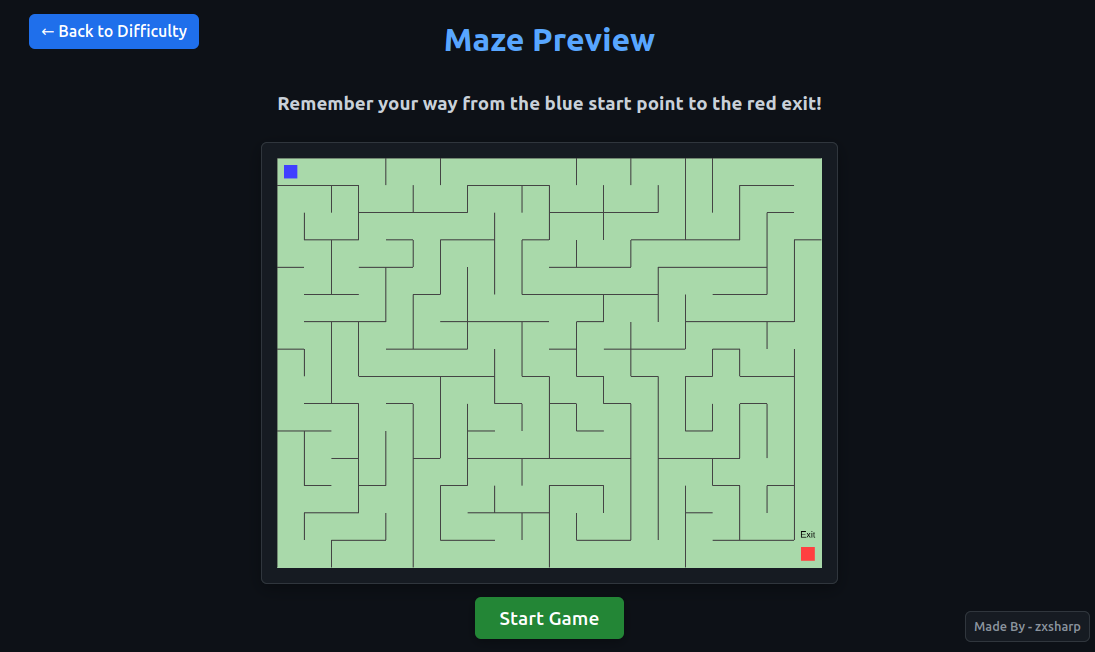 ← Back to Difficulty
Maze Preview
Remember your way from the blue start point to the red exit!
Exit
Start Game
Made By - zxsharp